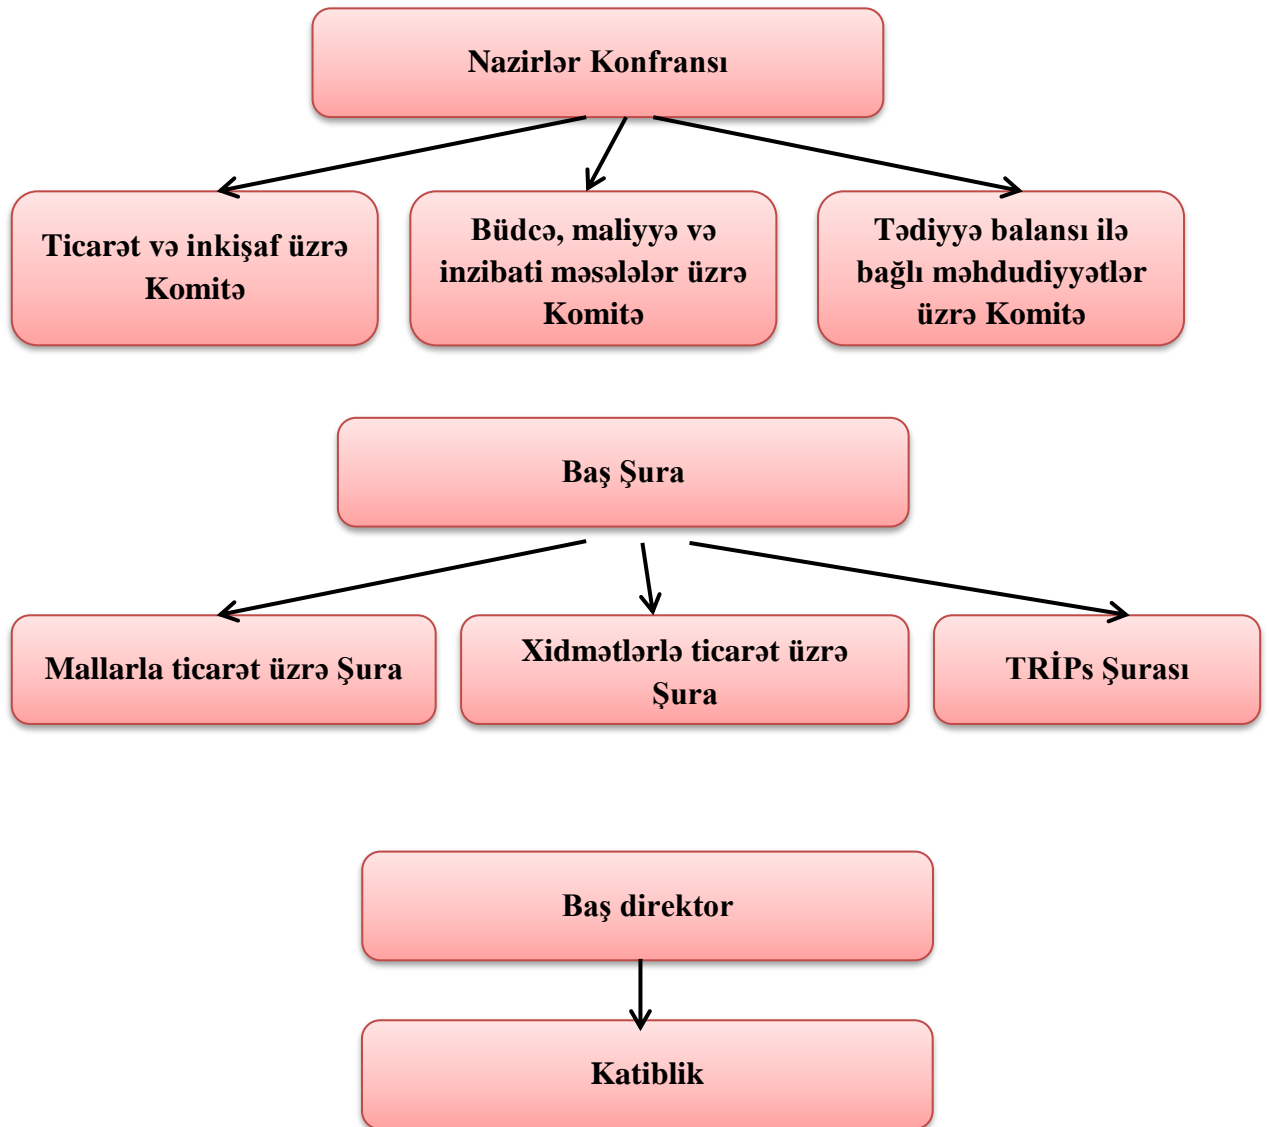 Nazirlər Konfransı
Ticarət və inkişaf üzrə
Komitə
Büdcə, maliyyə və
inzibati məsələlər üzrə
Komitə
Tədiyyə balansı ilə
bağlı məhdudiyyətlər
üzrə Komitə
Baş Şura
Mallarla ticarət üzrə Şura
Xidmətlərlə ticarət üzrə
Şura
TRİPs Şurası
Baş direktor
Katiblik